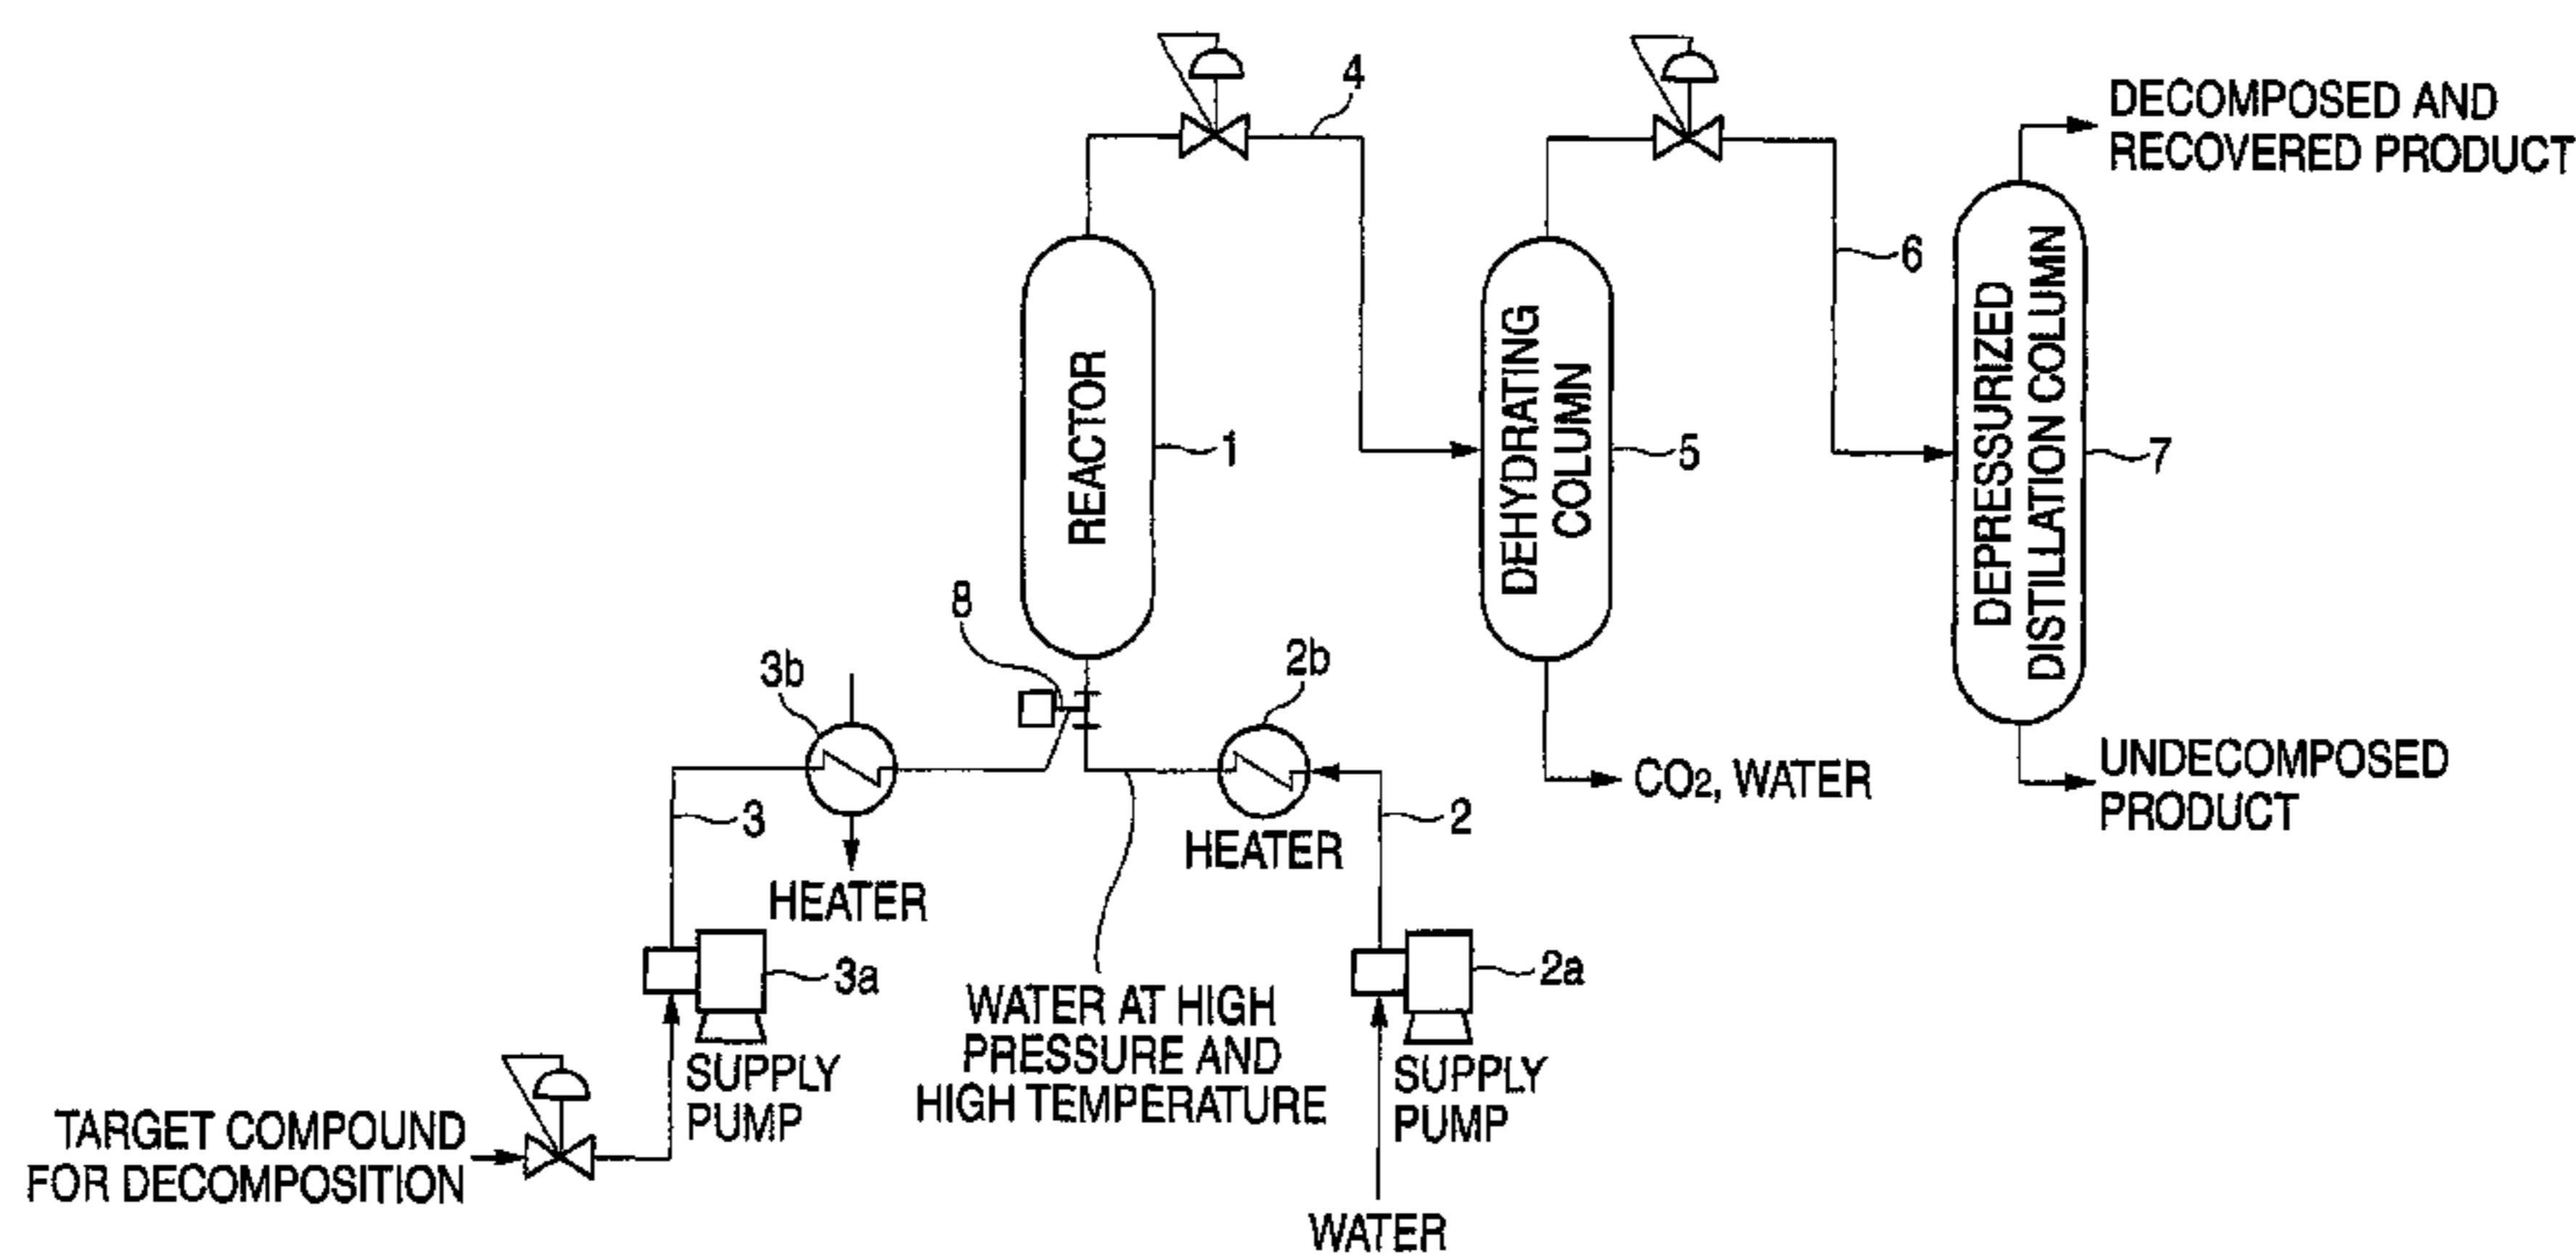 4
DECOMPOSED AND
RECOVERED PRODUCT
6
REACTOR
1
DEHYDRATING
COLUMN
5
DEPRESSURIZED
DISTILLATION COLUMN
7
8
3b
2b
3
HEATER
HEATER
2
CO2, WATER
UNDECOMPOSED
PRODUCT
3a
SUPPLY
PUMP
WATER AT HIGH
PRESSURE AND
HIGH TEMPERATURE
2a
SUPPLY
PUMP
TARGET COMPOUND
FOR DECOMPOSITION
WATER